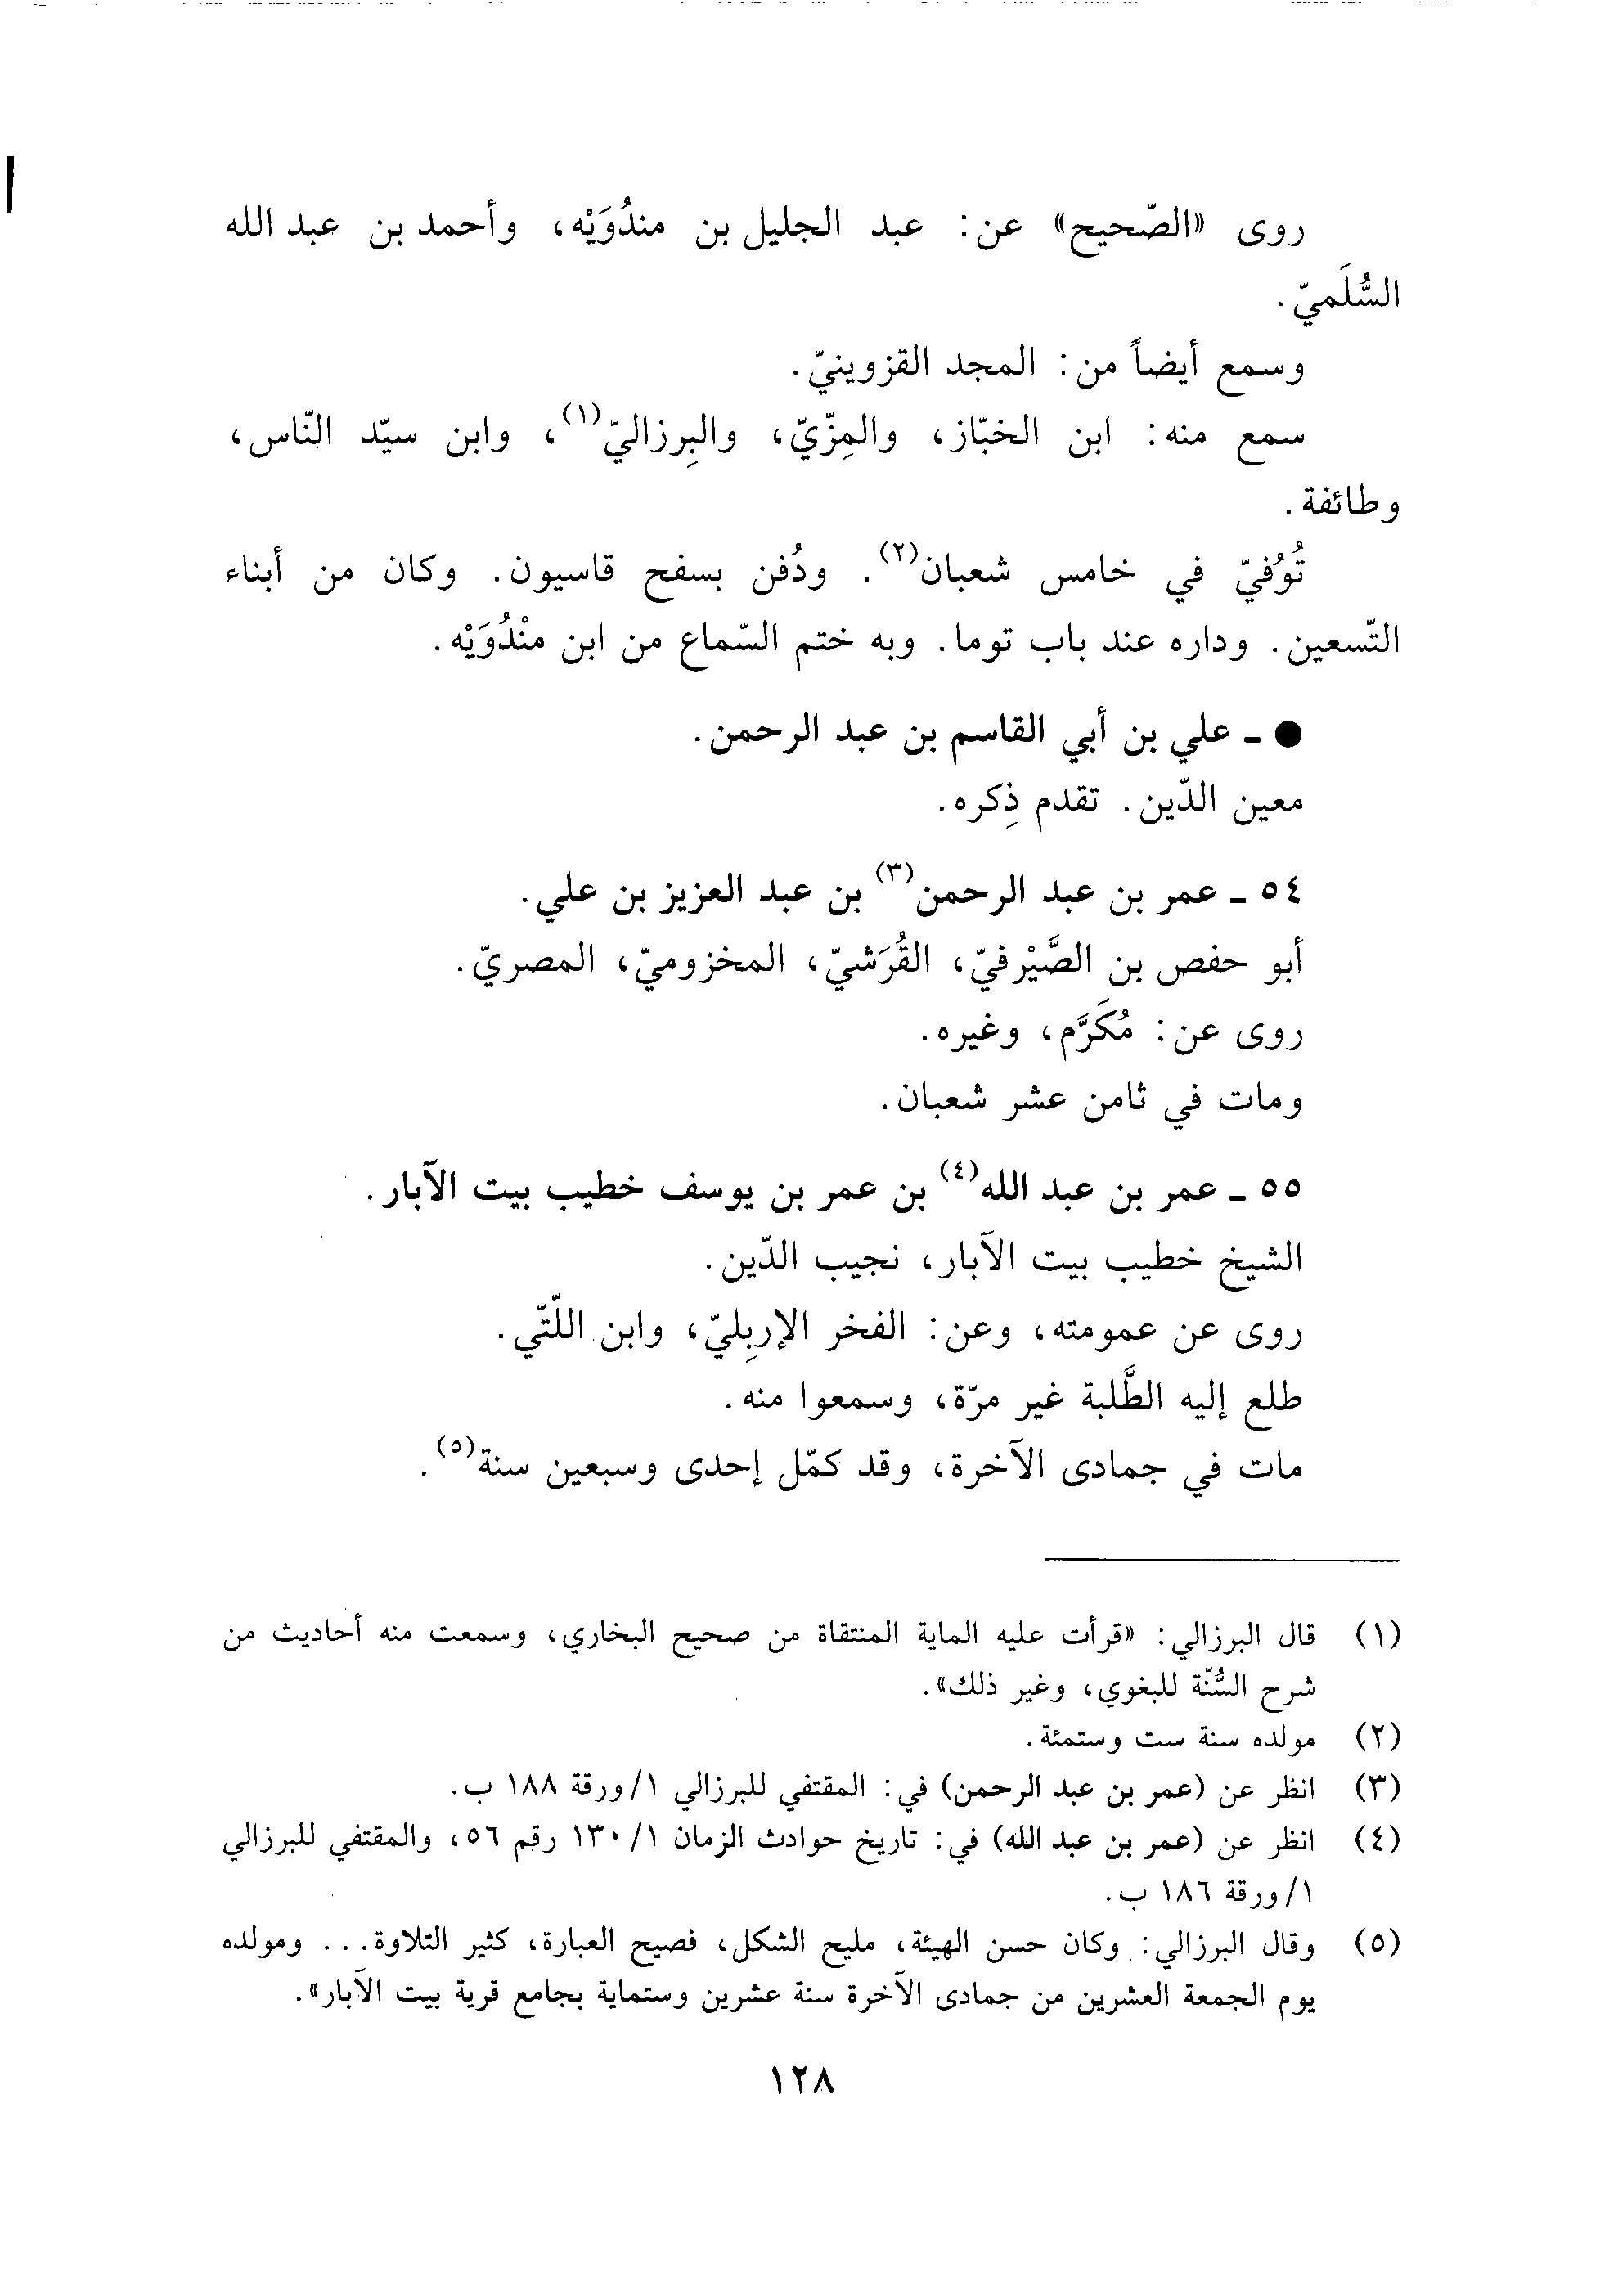 روى «الصّحيح» عن: عبد الجليل بن مندُوَيْه، وأحمد بن عبد الله
السُّلَميّ.
وسمع أيضاً من: المجد القزوينيّ.
سمع منه: ابن الخبّاز، والمِزّيّ، والبِرزاليّ(١)، وابن سيّد النّاس،
وطائفة.
تُوُفيّ في خامس شعبان(٢). ودُفن بسفح قاسيون. وكان من أبناء
التّسعين. وداره عند باب توما. وبه ختم السّماع من ابن منْدُوَيْه.
● ـ علي بن أبي القاسم بن عبد الرحمن.
معين الدّين. تقدم ذِكره.
٥٤ ـ عمر بن عبد الرحمن(٣) بن عبد العزيز بن علي.
أبو حفص بن الصَّيْرفيّ، القُرَشيّ، المخزوميّ، المصريّ.
روى عن: مُكَرَّم، وغيره.
ومات في ثامن عشر شعبان.
٥٥ ـ عمر بن عبد الله(٤) بن عمر بن يوسف خطيب بيت الآبار.
الشيخ خطيب بيت الآبار، نجيب الدّين.
روى عن عمومته، وعن: الفخر الإربِليّ، وابن اللّتّي.
طلع إليه الطَّلبة غير مرّة، وسمعوا منه.
مات في جمادى الآخرة، وقد كمّل إحدى وسبعين سنة(٥).
(١) قال البرزالي: «قرأت عليه الماية المنتقاة من صحيح البخاري، وسمعت منه أحاديث من
شرح السُّنّة للبغوي، وغير ذلك».
(٢) مولده سنة ست وستمئة.
(٣) انظر عن (عمر بن عبد الرحمن) في: المقتفي للبرزالي ١/ورقة ١٨٨ ب.
(٤) انظر عن (عمر بن عبد الله) في: تاريخ حوادث الزمان ١/ ١٣٠ رقم ٥٦، والمقتفي للبرزالي
١/ورقة ١٨٦ ب.
(٥) وقال البرزالي: وكان حسن الهيئة، مليح الشكل، فصيح العبارة، كثير التلاوة... ومولده
يوم الجمعة العشرين من جمادى الآخرة سنة عشرين وستماية بجامع قرية بيت الآبار».
١٢٨